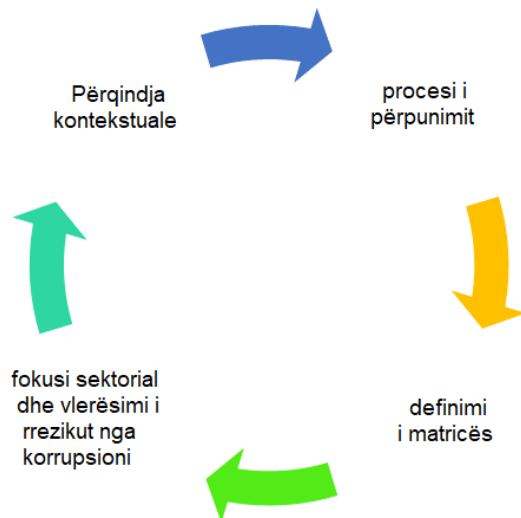 Përqindja
kontekstuale
procesi i
përpunimit
definimi
i matricës
fokusi sektorial
dhe vlerësimi i
rrezikut nga
korrupsioni